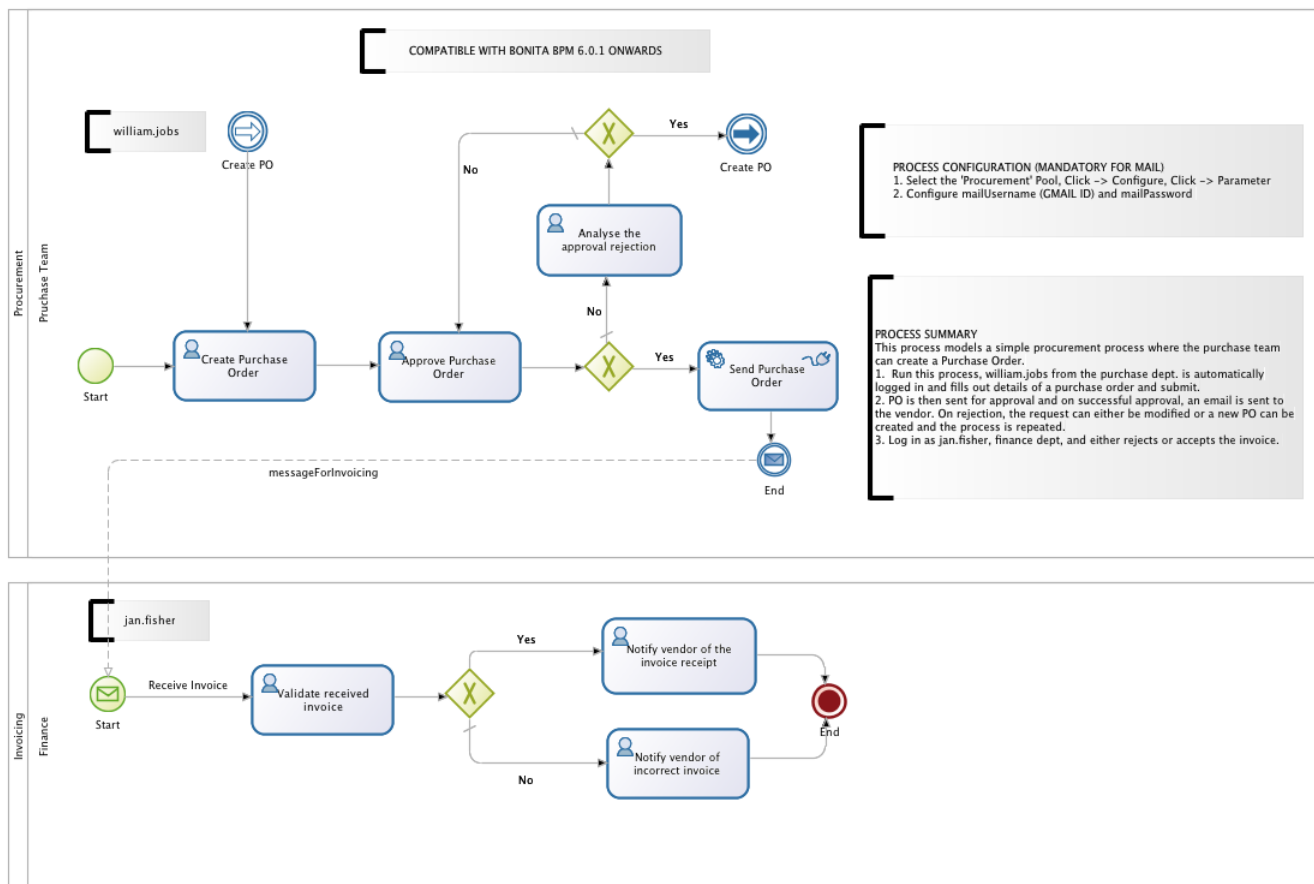 COMPATIBLE WITH BONITA BPM 6.0.1 ONWARDS
Procurement
Pruchase Team
william.jobs
Create PO
Yes
Create PO
No
Analyse the
approval rejection
No
Start
Create Purchase
Order
Approve Purchase
Order
Yes
Send Purchase
Order
End
messageForInvoicing
PROCESS CONFIGURATION (MANDATORY FOR MAIL)
1. Select the 'Procurement' Pool, Click -> Configure, Click -> Parameter
2. Configure mailUsername (GMAIL ID) and mailPassword
PROCESS SUMMARY
This process models a simple procurement process where the purchase team
can create a Purchase Order.
1.  Run this process, william.jobs from the purchase dept. is automatically
logged in and fills out details of a purchase order and submit.
2. PO is then sent for approval and on successful approval, an email is sent to
the vendor. On rejection, the request can either be modified or a new PO can be
created and the process is repeated.
3. Log in as jan.fisher, finance dept, and either rejects or accepts the invoice.
Invoicing
Finance
jan.fisher
Start
Receive Invoice
Validate received
invoice
Yes
Notify vendor of the
invoice receipt
No
Notify vendor of
incorrect invoice
End